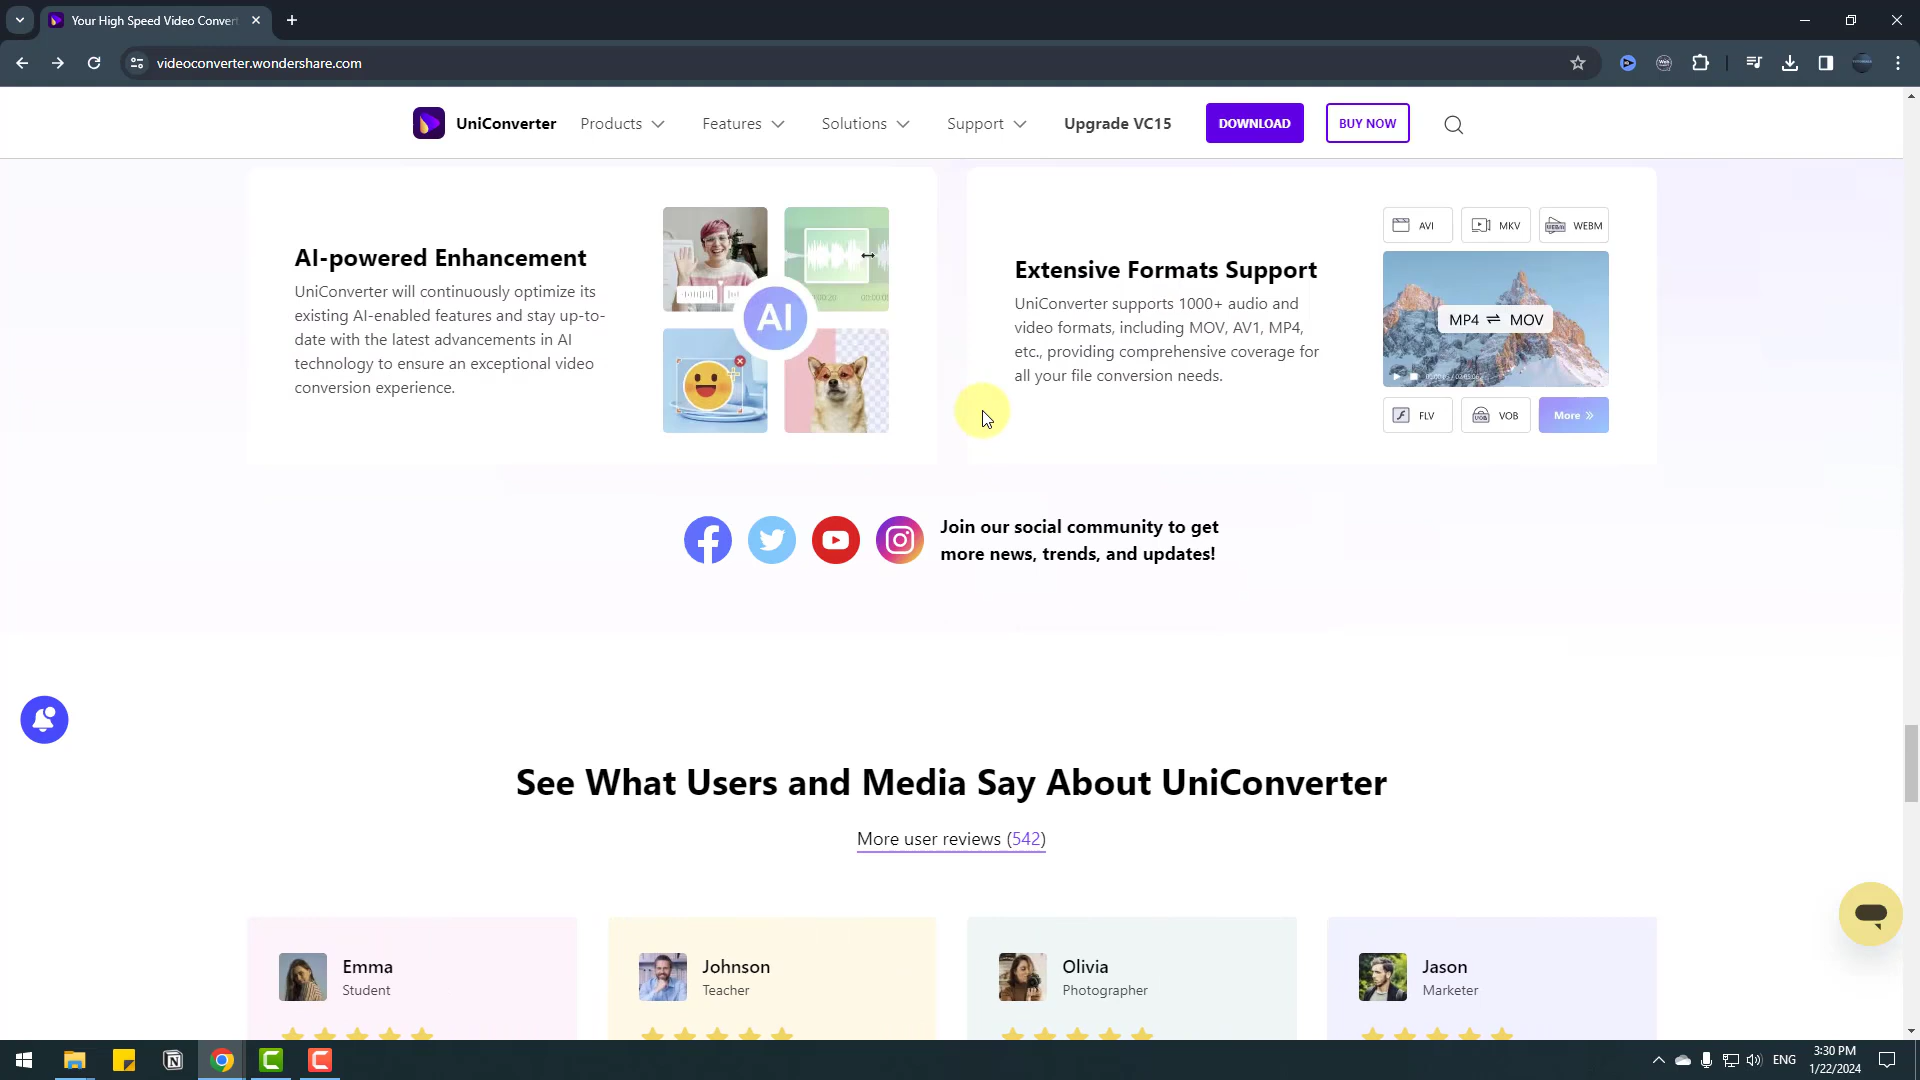 Your High Speed Video Conver
videoconverter.wondershare.com
UniConverter
Products
Features
Solutions
Support
Upgrade VC15
DOWNLOAD
BUY NOW
AI-powered Enhancement
UniConverter will continuously optimize its
existing AI-enabled features and stay up-to-
date with the latest advancements in AI
technology to ensure an exceptional video
conversion experience.
AI
Extensive Formats Support
UniConverter supports 1000+ audio and
video formats, including MOV, AV1, MP4,
etc., providing comprehensive coverage for
all your file conversion needs.
AVI
MKV
WEBM
MP4 ⇌ MOV
FLV
VOB
More »
Join our social community to get
more news, trends, and updates!
See What Users and Media Say About UniConverter
More user reviews (542)
Emma
Student
Johnson
Teacher
Olivia
Photographer
Jason
Marketer
ENG
3:30 PM
1/22/2024